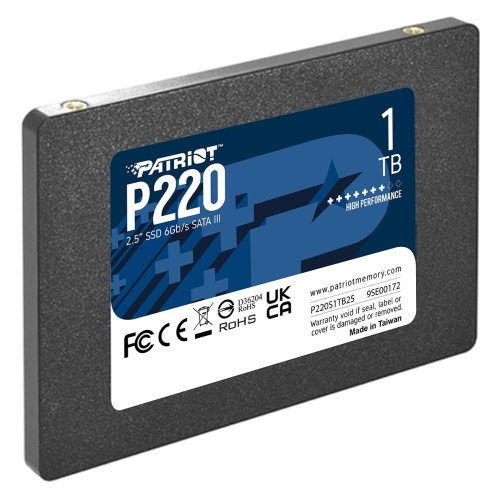 PATRIOT
P220
2.5" SSD 6Gb/s SATA III
1
TB
HIGH PERFORMANCE
FC CE
D36204
RoHS
RoHS
UK
CA
www.patriotmemory.com
P220S1TB25 9SE00172
Warranty void if seal, label or
cover is damaged or removed.
Made in Taiwan